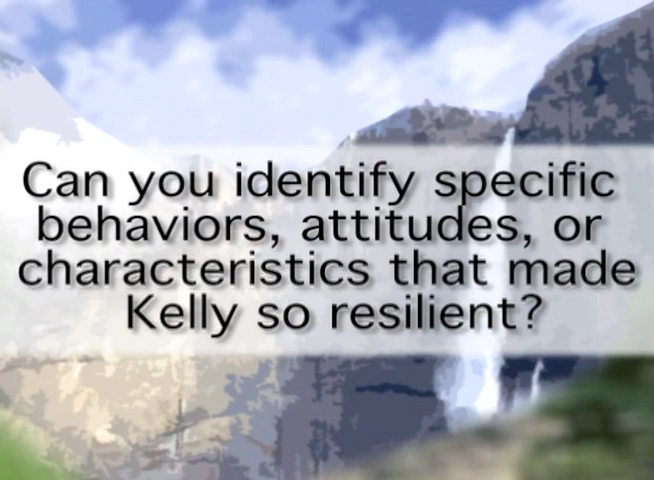 Can you identify specific
behaviors, attitudes, or
characteristics that made
Kelly so resilient?